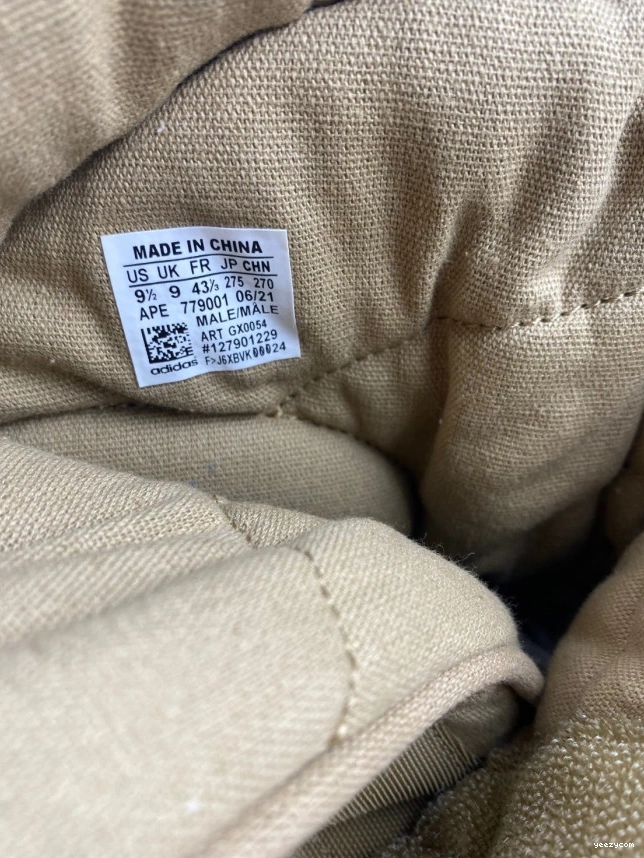 MADE IN CHINA
US UK FR JP CHN
9½ 9 43⅓ 275 270
APE 779001 06/21
MALE/MÂLE
ART GX0054
#127901229
adidas F>J6XBVK00024
yeezycom